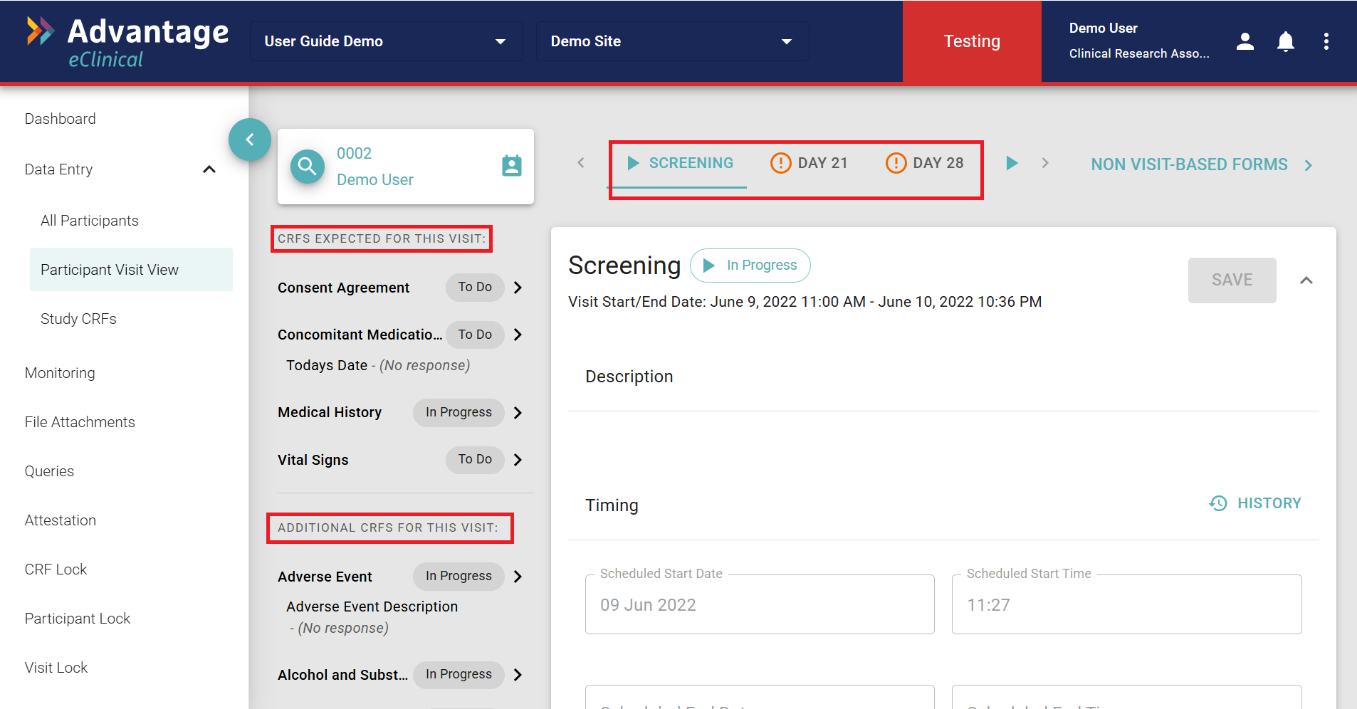 Advantage
eClinical
User Guide Demo
Demo Site
Testing
Demo User
Clinical Research Asso...
Dashboard
Data Entry
All Participants
Participant Visit View
Study CRFs
Monitoring
File Attachments
Queries
Attestation
CRF Lock
Participant Lock
Visit Lock
0002
Demo User
CRFS EXPECTED FOR THIS VISIT:
Consent Agreement To Do
Concomitant Medicatio... To Do
Todays Date - (No response)
Medical History In Progress
Vital Signs To Do
ADDITIONAL CRFS FOR THIS VISIT:
Adverse Event In Progress
Adverse Event Description
- (No response)
Alcohol and Subst... In Progress
SCREENING DAY 21 DAY 28
NON VISIT-BASED FORMS
Screening In Progress
SAVE
Visit Start/End Date: June 9, 2022 11:00 AM - June 10, 2022 10:36 PM
Description
Timing
HISTORY
Scheduled Start Date
09 Jun 2022
Scheduled Start Time
11:27